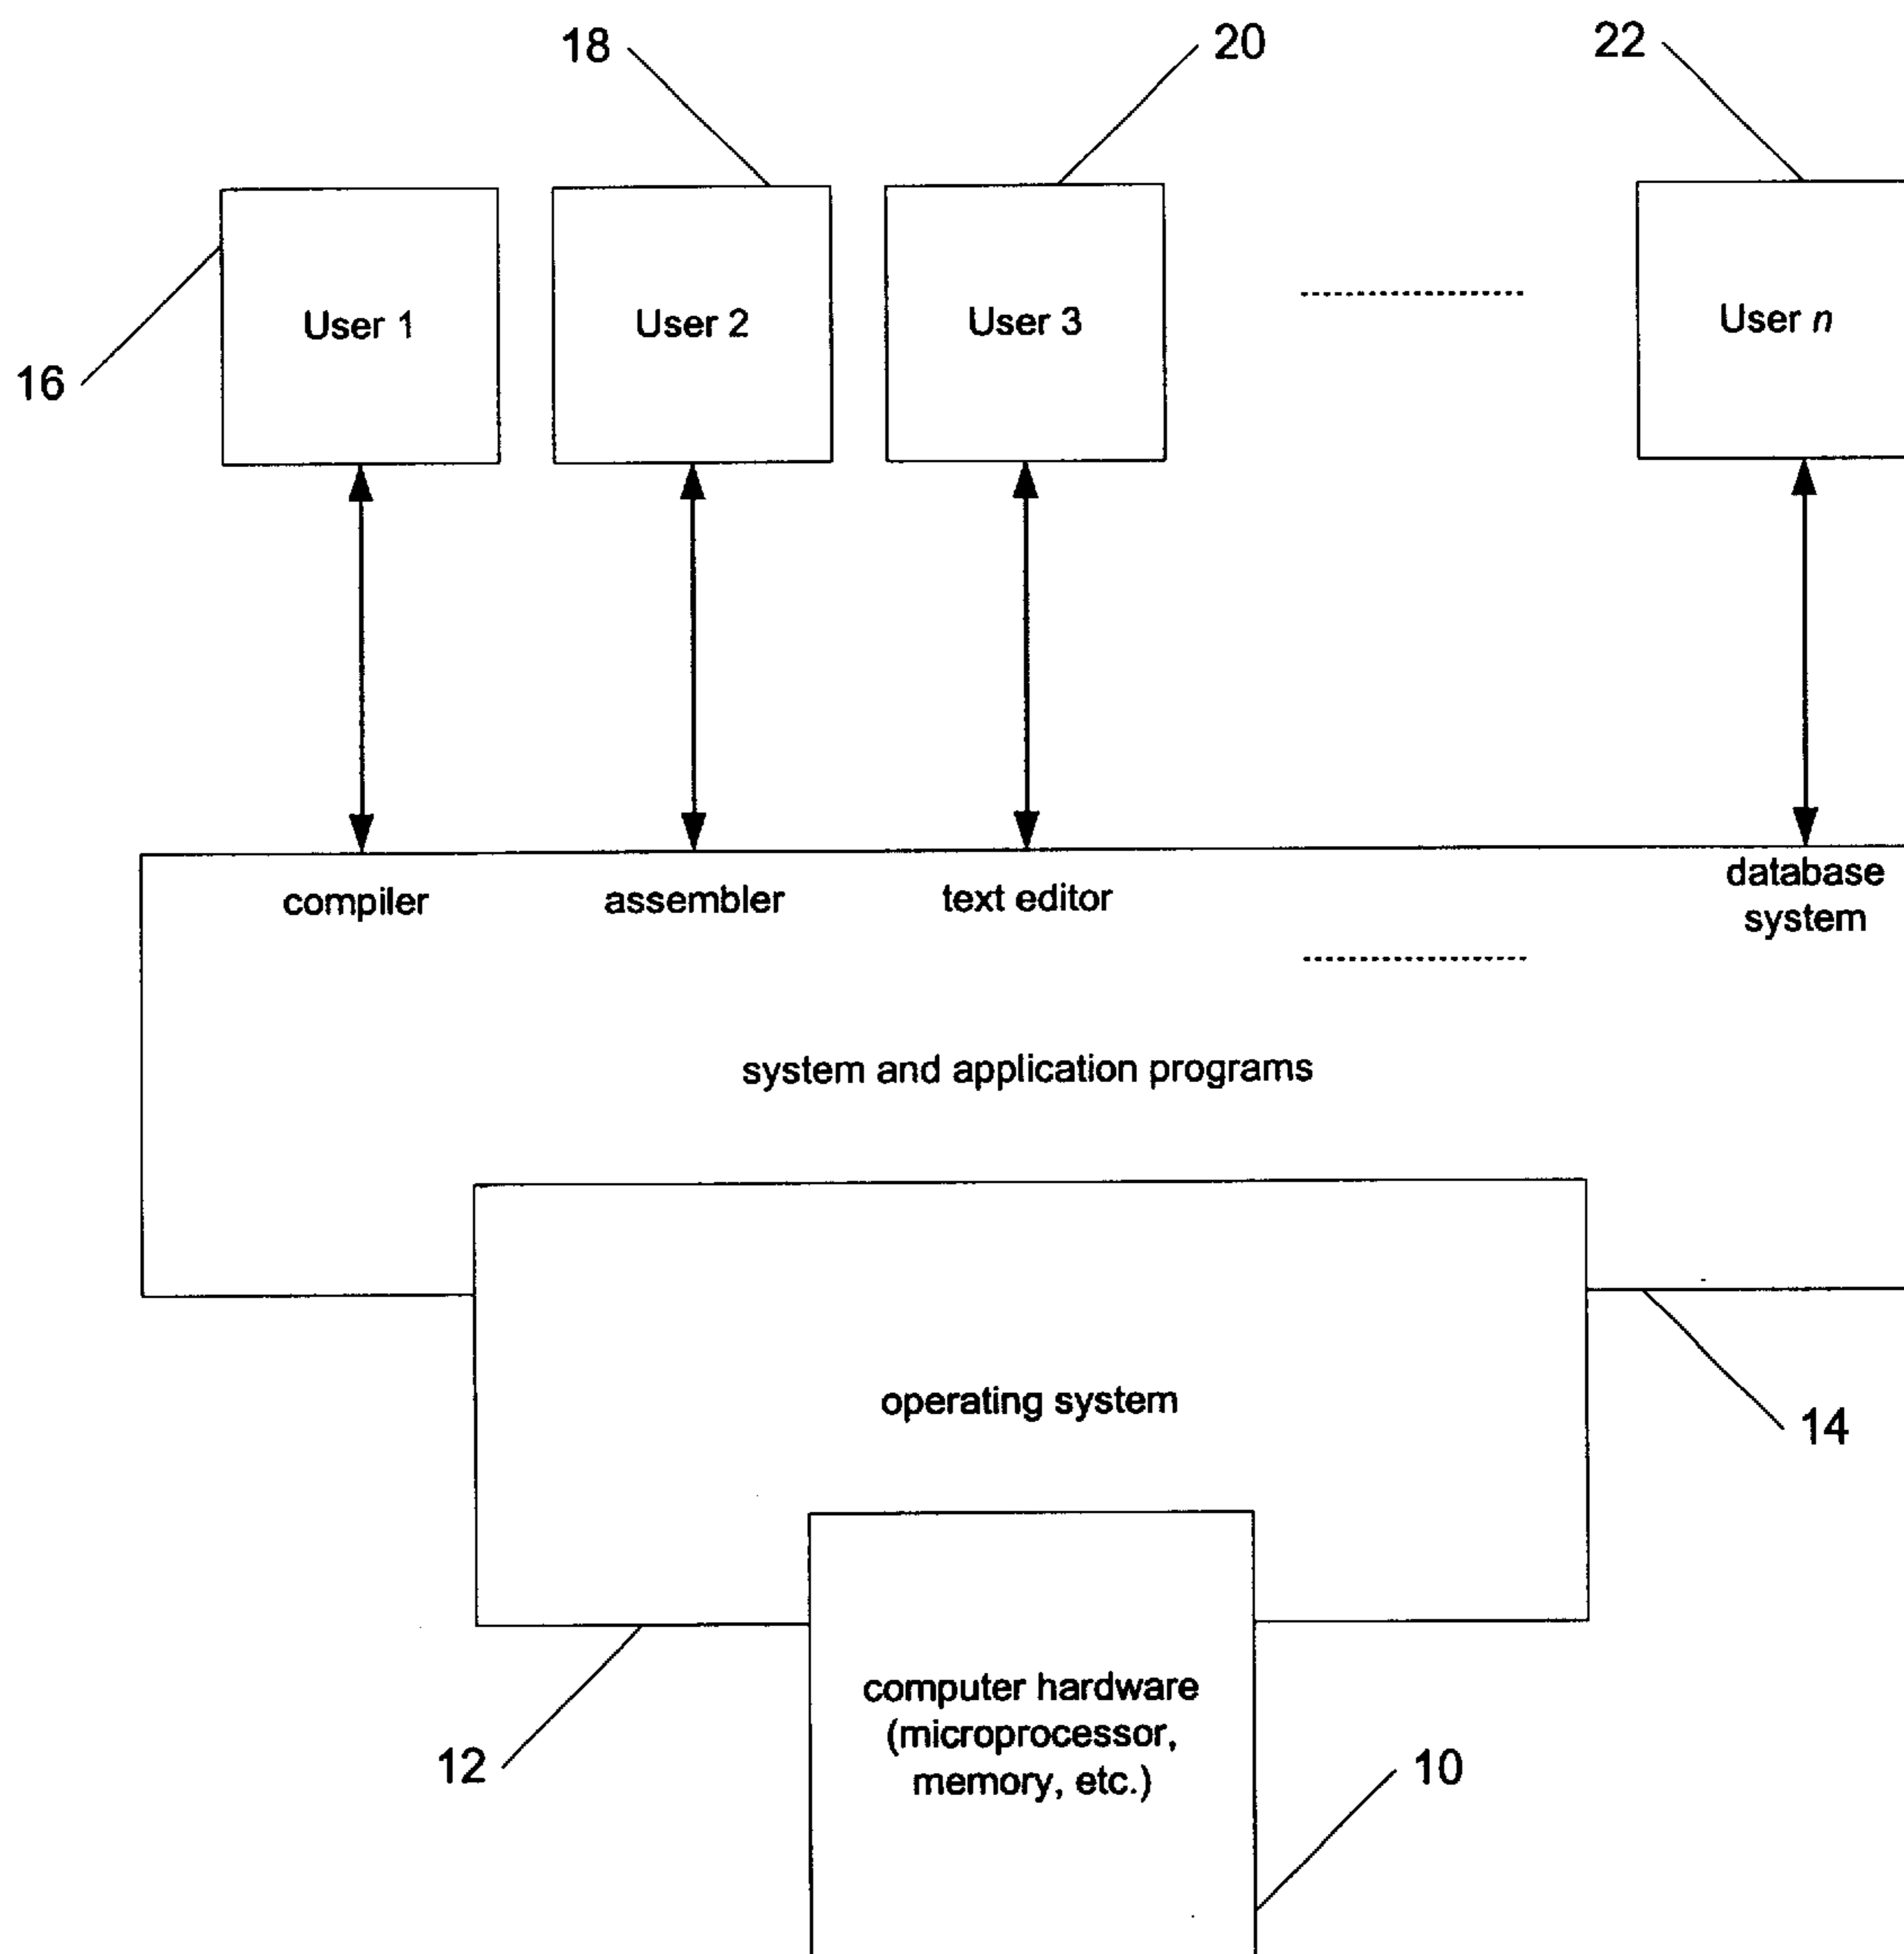 18
20
22
User 1
User 2
User 3
User n
16
compiler
assembler
text editor
database
system
system and application programs
operating system
14
computer hardware
(microprocessor,
memory, etc.)
12
10